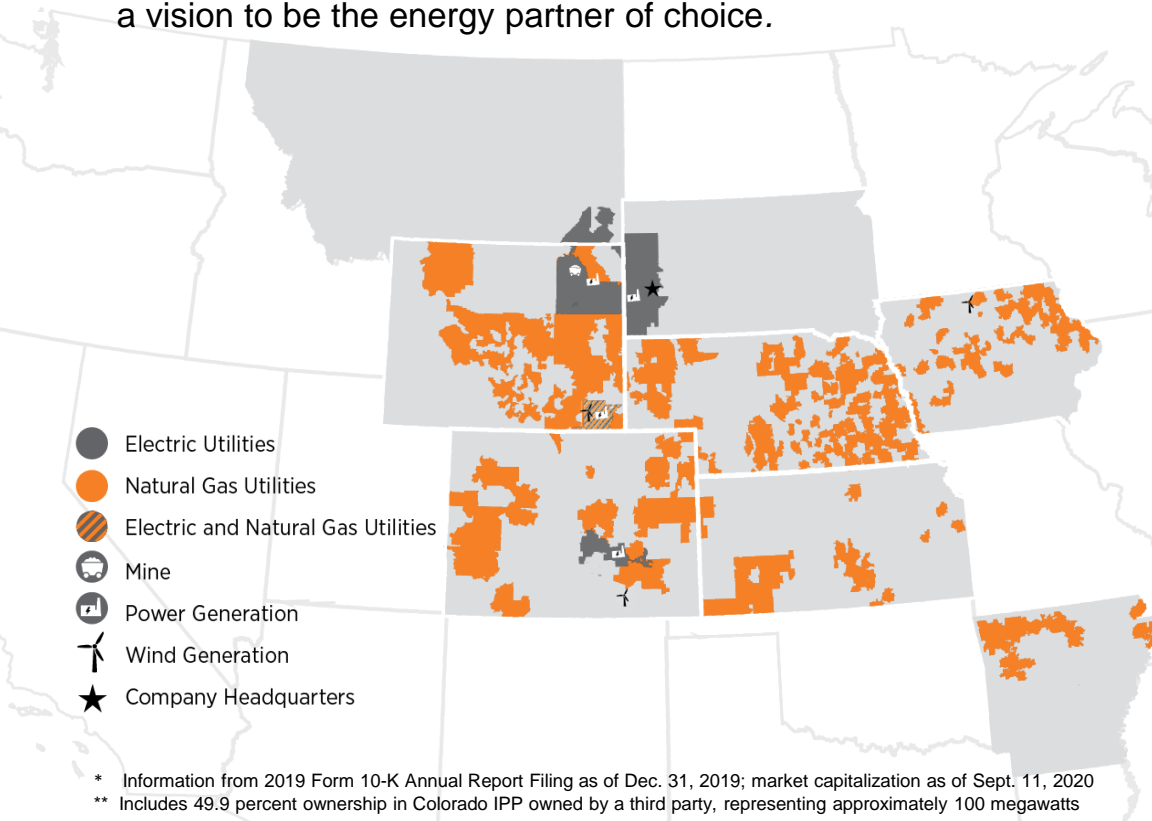 a vision to be the energy partner of choice.
Electric Utilities
Natural Gas Utilities
Electric and Natural Gas Utilities
Mine
Power Generation
Wind Generation
Company Headquarters
* Information from 2019 Form 10-K Annual Report Filing as of Dec. 31, 2019; market capitalization as of Sept. 11, 2020
** Includes 49.9 percent ownership in Colorado IPP owned by a third party, representing approximately 100 megawatts